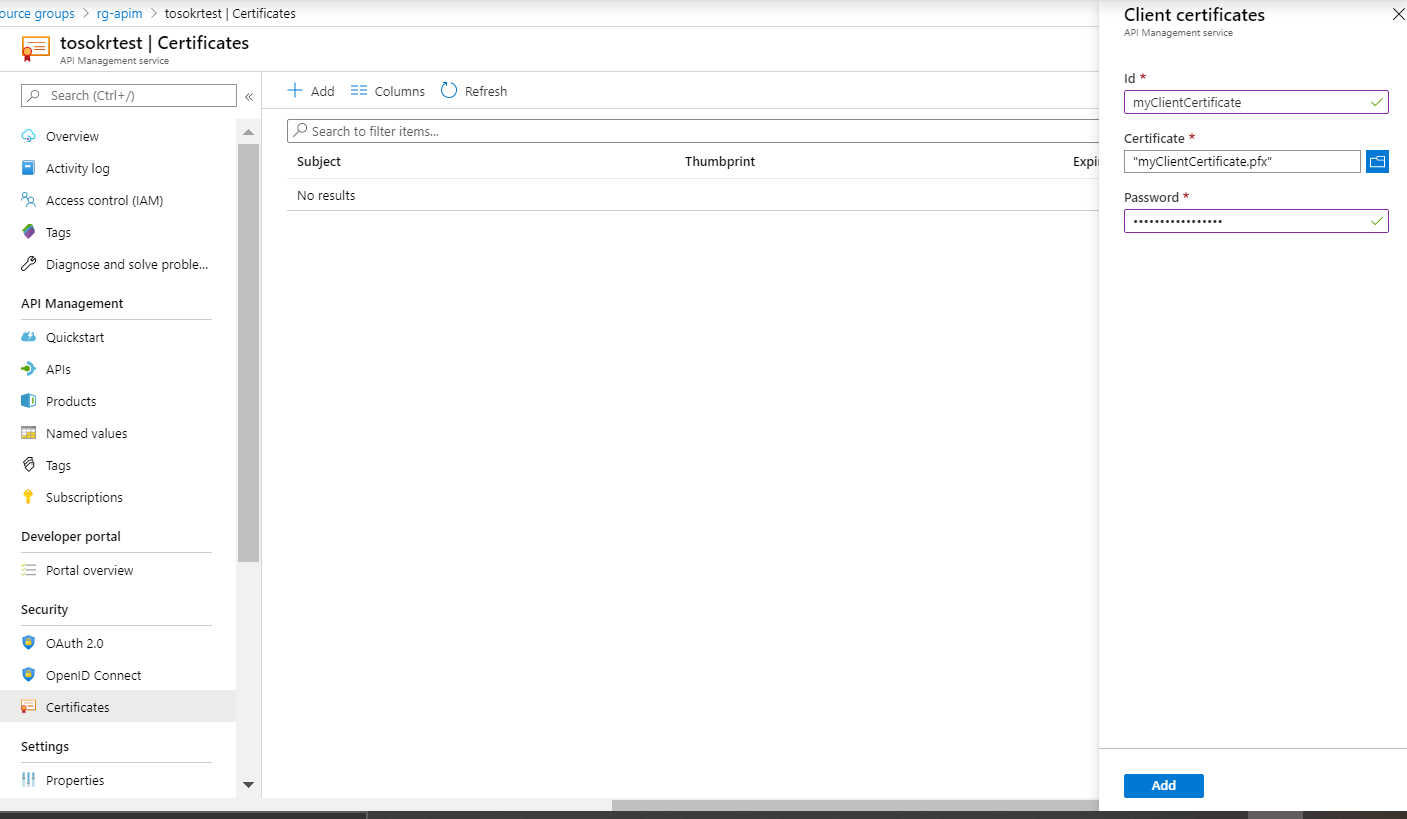 ource groups > rg-apim > tosokrtest | Certificates
tosokrtest | Certificates
API Management service
Search (Ctrl+/)
«
Overview
Activity log
Access control (IAM)
Tags
Diagnose and solve proble...
API Management
Quickstart
APIs
Products
Named values
Tags
Subscriptions
Developer portal
Portal overview
Security
OAuth 2.0
OpenID Connect
Certificates
Settings
Properties
Add Columns Refresh
Search to filter items...
Subject Thumbprint Expi
No results
Client certificates
API Management service
Id *
myClientCertificate
Certificate *
"myClientCertificate.pfx"
Password *
•••••••••••••••••
Add